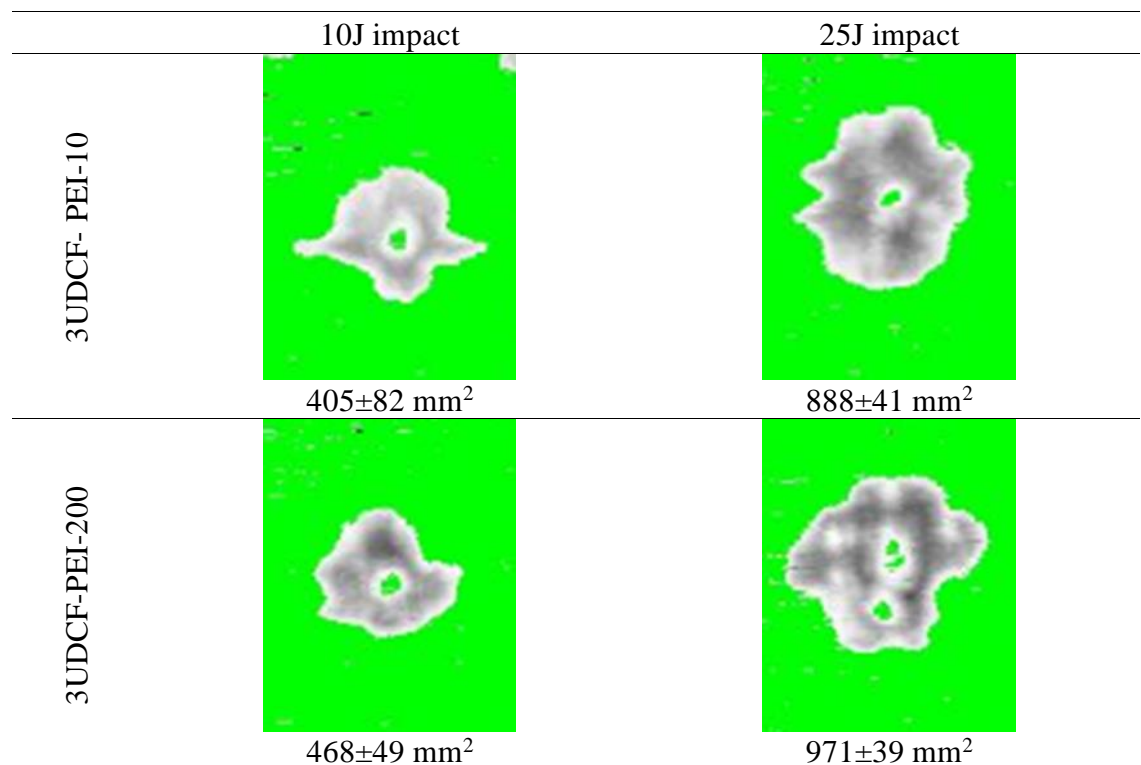 10J impact 25J impact
3UDCF- PEI-10
405±82 mm² 888±41 mm²
3UDCF-PEI-200
468±49 mm² 971±39 mm²